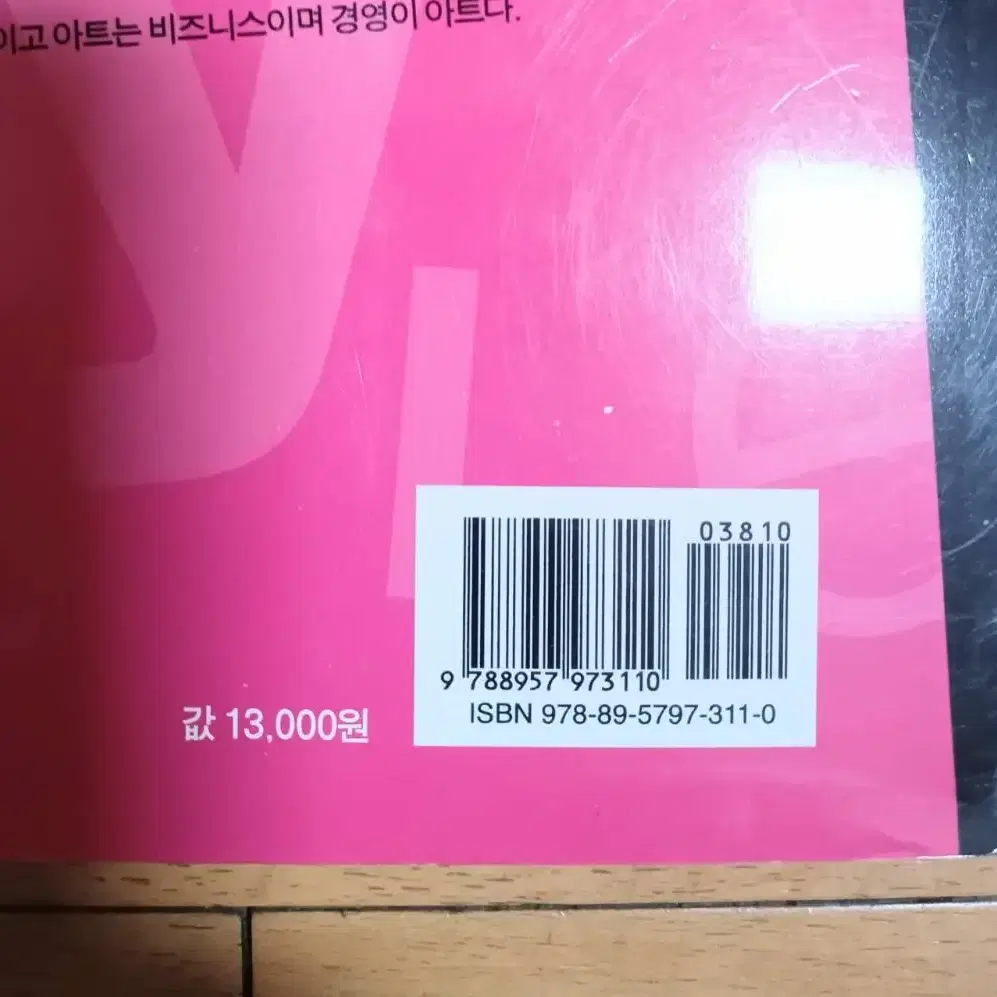 이고 아트는 비즈니스이며 경영이 아트다.
y,
03810
9 788957 973110
ISBN 978-89-5797-311-0
값 13,000원